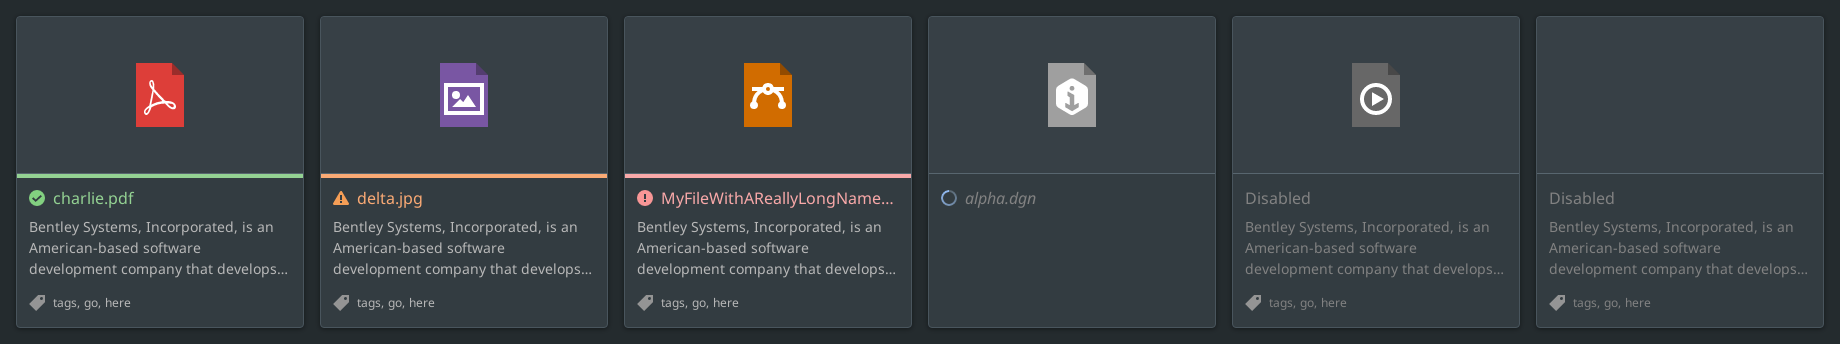 charlie.pdf
Bentley Systems, Incorporated, is an
American-based software
development company that develops...
tags, go, here
delta.jpg
Bentley Systems, Incorporated, is an
American-based software
development company that develops...
tags, go, here
MyFileWithAReallyLongName...
Bentley Systems, Incorporated, is an
American-based software
development company that develops...
tags, go, here
alpha.dgn
Disabled
Bentley Systems, Incorporated, is an
American-based software
development company that develops...
tags, go, here
Disabled
Bentley Systems, Incorporated, is an
American-based software
development company that develops...
tags, go, here